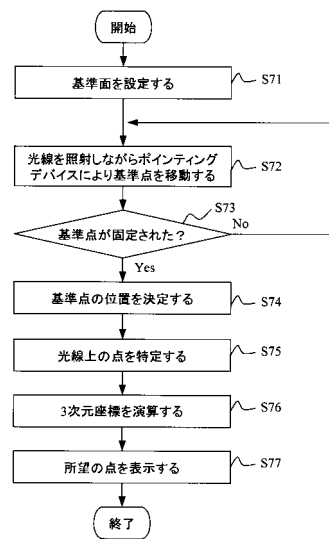 開始
基準面を設定する
S71
光線を照射しながらポインティング
デバイスにより基準点を移動する
S72
S73
基準点が固定された？
No
Yes
基準点の位置を決定する
S74
光線上の点を特定する
S75
3次元座標を演算する
S76
所望の点を表示する
S77
終了